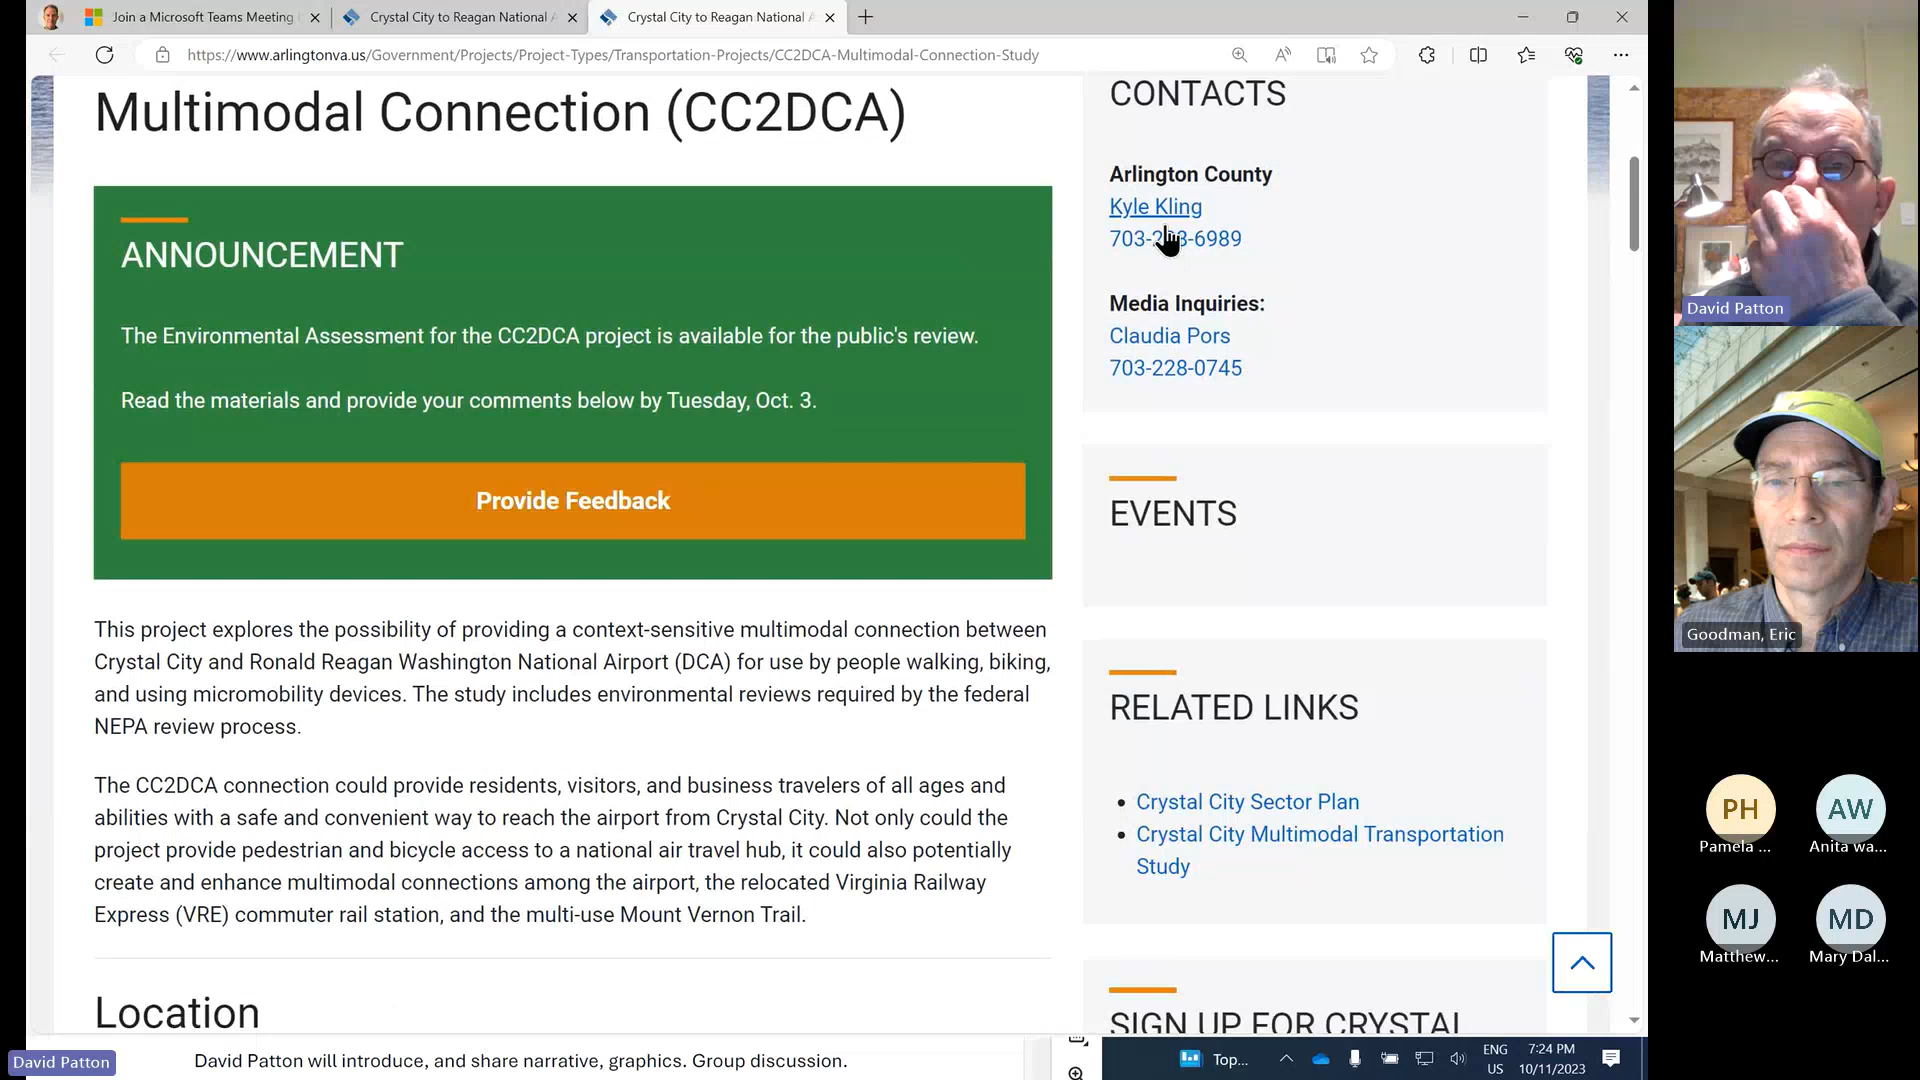 Join a Microsoft Teams Meeting
Crystal City to Reagan National
Crystal City to Reagan National
https://www.arlingtonva.us/Government/Projects/Project-Types/Transportation-Projects/CC2DCA-Multimodal-Connection-Study
Multimodal Connection (CC2DCA)
ANNOUNCEMENT
The Environmental Assessment for the CC2DCA project is available for the public's review.
Read the materials and provide your comments below by Tuesday, Oct. 3.
Provide Feedback
This project explores the possibility of providing a context-sensitive multimodal connection between
Crystal City and Ronald Reagan Washington National Airport (DCA) for use by people walking, biking,
and using micromobility devices. The study includes environmental reviews required by the federal
NEPA review process.
The CC2DCA connection could provide residents, visitors, and business travelers of all ages and
abilities with a safe and convenient way to reach the airport from Crystal City. Not only could the
project provide pedestrian and bicycle access to a national air travel hub, it could also potentially
create and enhance multimodal connections among the airport, the relocated Virginia Railway
Express (VRE) commuter rail station, and the multi-use Mount Vernon Trail.
Location
CONTACTS
Arlington County
Kyle Kling
703-228-6989
Media Inquiries:
Claudia Pors
703-228-0745
EVENTS
RELATED LINKS
Crystal City Sector Plan
Crystal City Multimodal Transportation
Study
SIGN UP FOR CRYSTAL
David Patton
Goodman, Eric
PH
Pamela ...
AW
Anita wa...
MJ
Matthew...
MD
Mary Dal...
David Patton
David Patton will introduce, and share narrative, graphics. Group discussion.
Top...
ENG
US
7:24 PM
10/11/2023